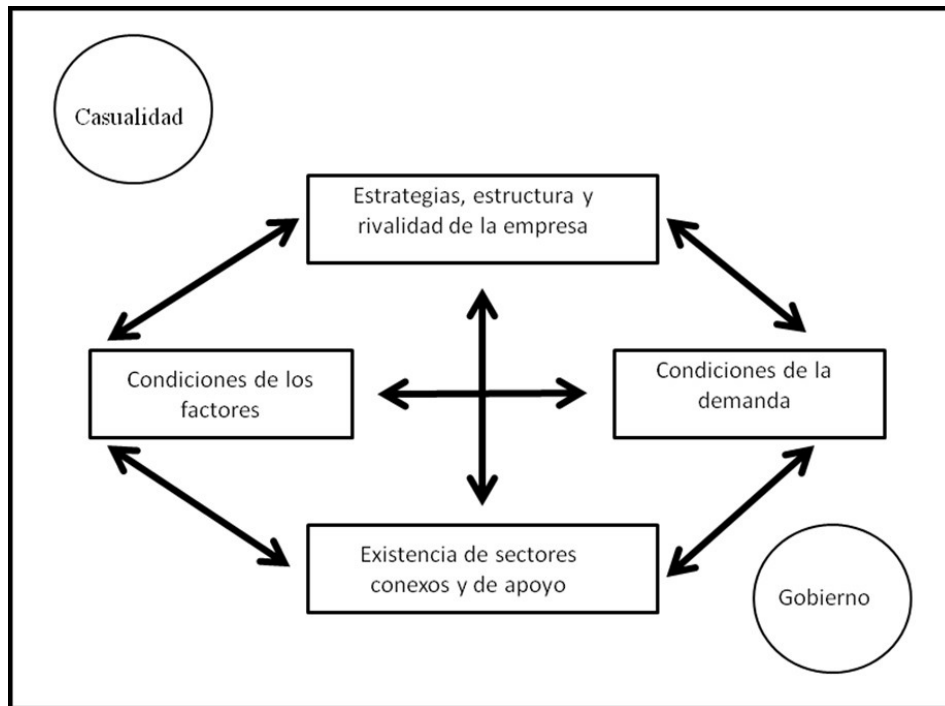 Casualidad
Estrategias, estructura y
rivalidad de la empresa
Condiciones de los
factores
Condiciones de la
demanda
Existencia de sectores
conexos y de apoyo
Gobierno